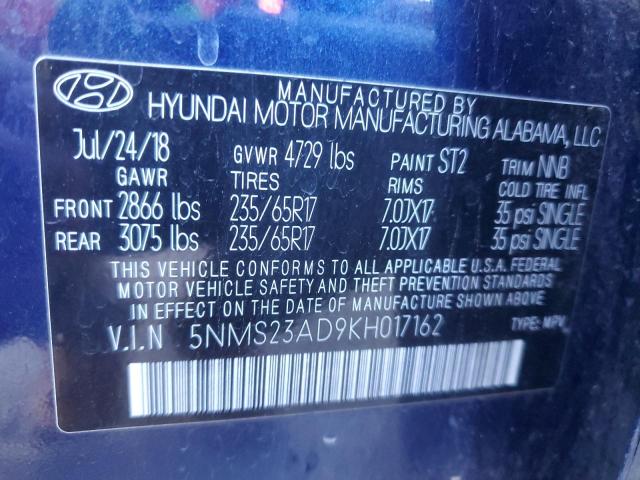 MANUFACTURED BY
HYUNDAI MOTOR MANUFACTURING ALABAMA, LLC
Jul/24/18 GVWR 4729 lbs PAINT ST2 TRIM NNB
GAWR TIRES RIMS COLD TIRE INFL
FRONT 2866 lbs 235/65R17 7.0JX17 35 psi SINGLE
REAR 3075 lbs 235/65R17 7.0JX17 35 psi SINGLE
THIS VEHICLE CONFORMS TO ALL APPLICABLE U.S.A. FEDERAL
MOTOR VEHICLE SAFETY AND THEFT PREVENTION STANDARDS
IN EFFECT ON THE DATE OF MANUFACTURE SHOWN ABOVE.
V.I.N 5NMS23AD9KH017162 TYPE: MPV